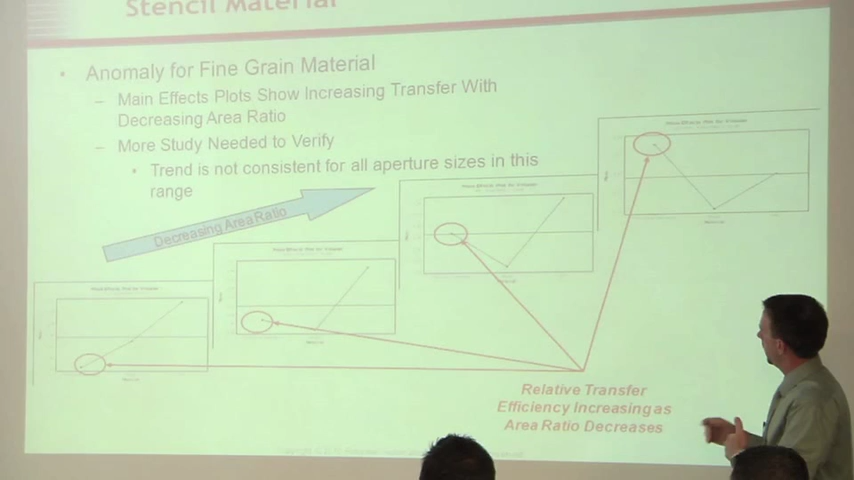 Stencil Material
• Anomaly for Fine Grain Material
– Main Effects Plots Show Increasing Transfer With
Decreasing Area Ratio
– More Study Needed to Verify
• Trend is not consistent for all aperture sizes in this
range
Decreasing Area Ratio
Relative Transfer
Efficiency Increasing as
Area Ratio Decreases